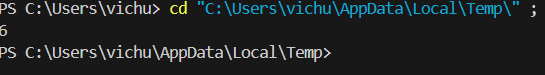 PS C:\Users\vichu> cd "C:\Users\vichu\AppData\Local\Temp\" ;
6
PS C:\Users\vichu\AppData\Local\Temp>